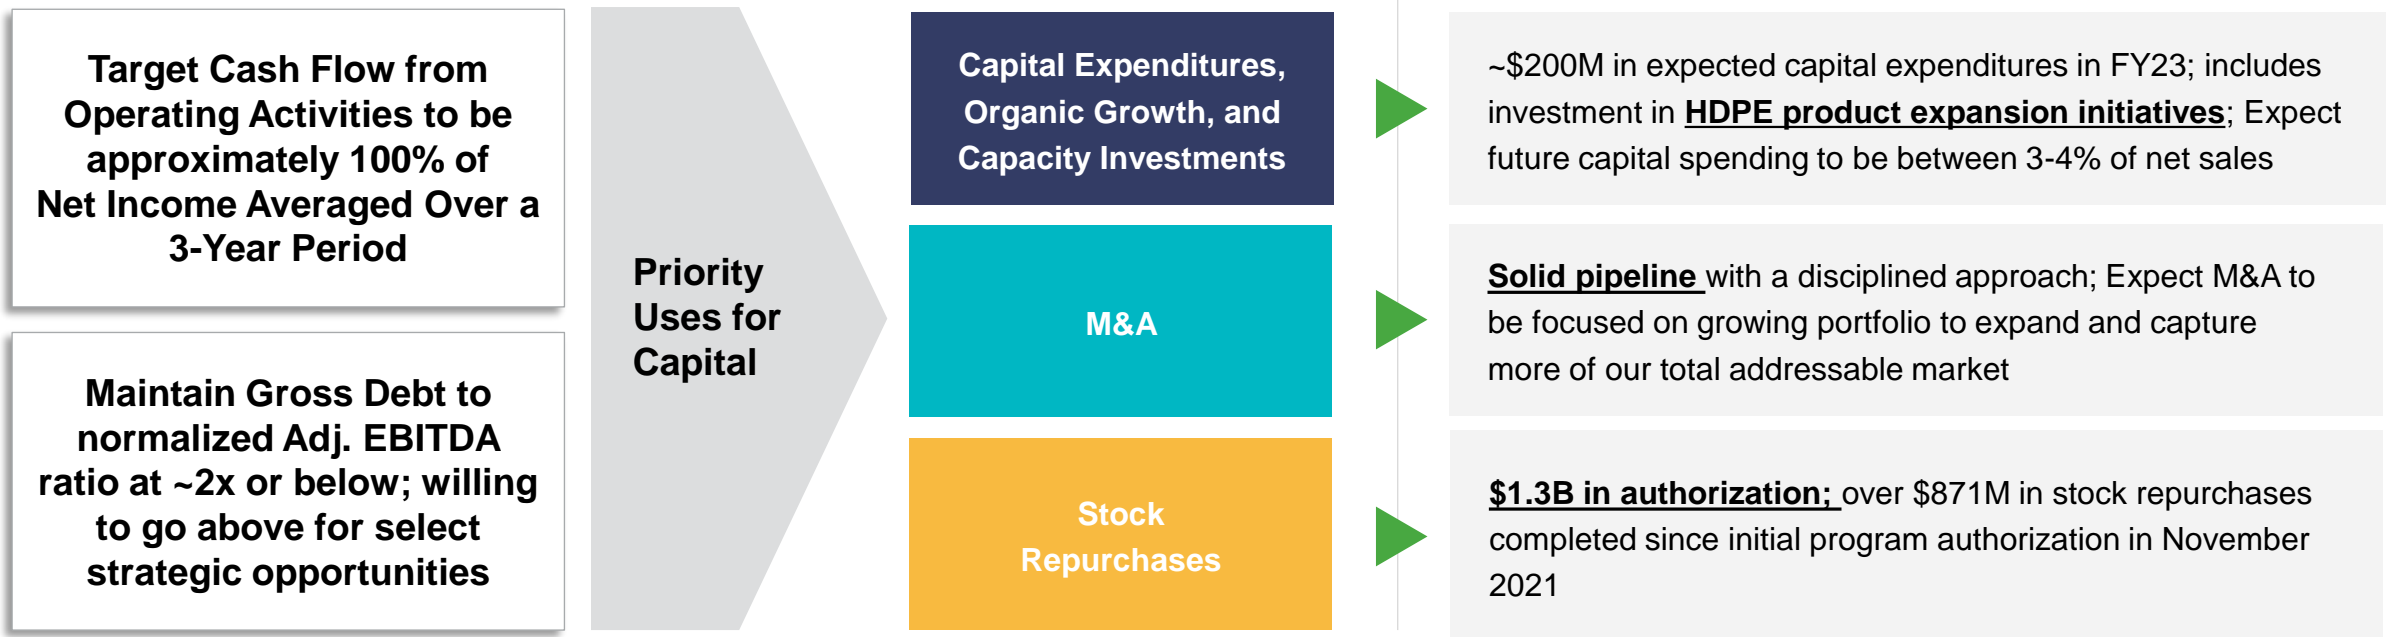 Target Cash Flow from
Operating Activities to be
approximately 100% of
Net Income Averaged Over a
3-Year Period
Maintain Gross Debt to
normalized Adj. EBITDA
ratio at ~2x or below; willing
to go above for select
strategic opportunities
Priority
Uses for
Capital
Capital Expenditures,
Organic Growth, and
Capacity Investments
~$200M in expected capital expenditures in FY23; includes
investment in HDPE product expansion initiatives; Expect
future capital spending to be between 3-4% of net sales
M&A
Solid pipeline with a disciplined approach; Expect M&A to
be focused on growing portfolio to expand and capture
more of our total addressable market
Stock
Repurchases
$1.3B in authorization; over $871M in stock repurchases
completed since initial program authorization in November
2021